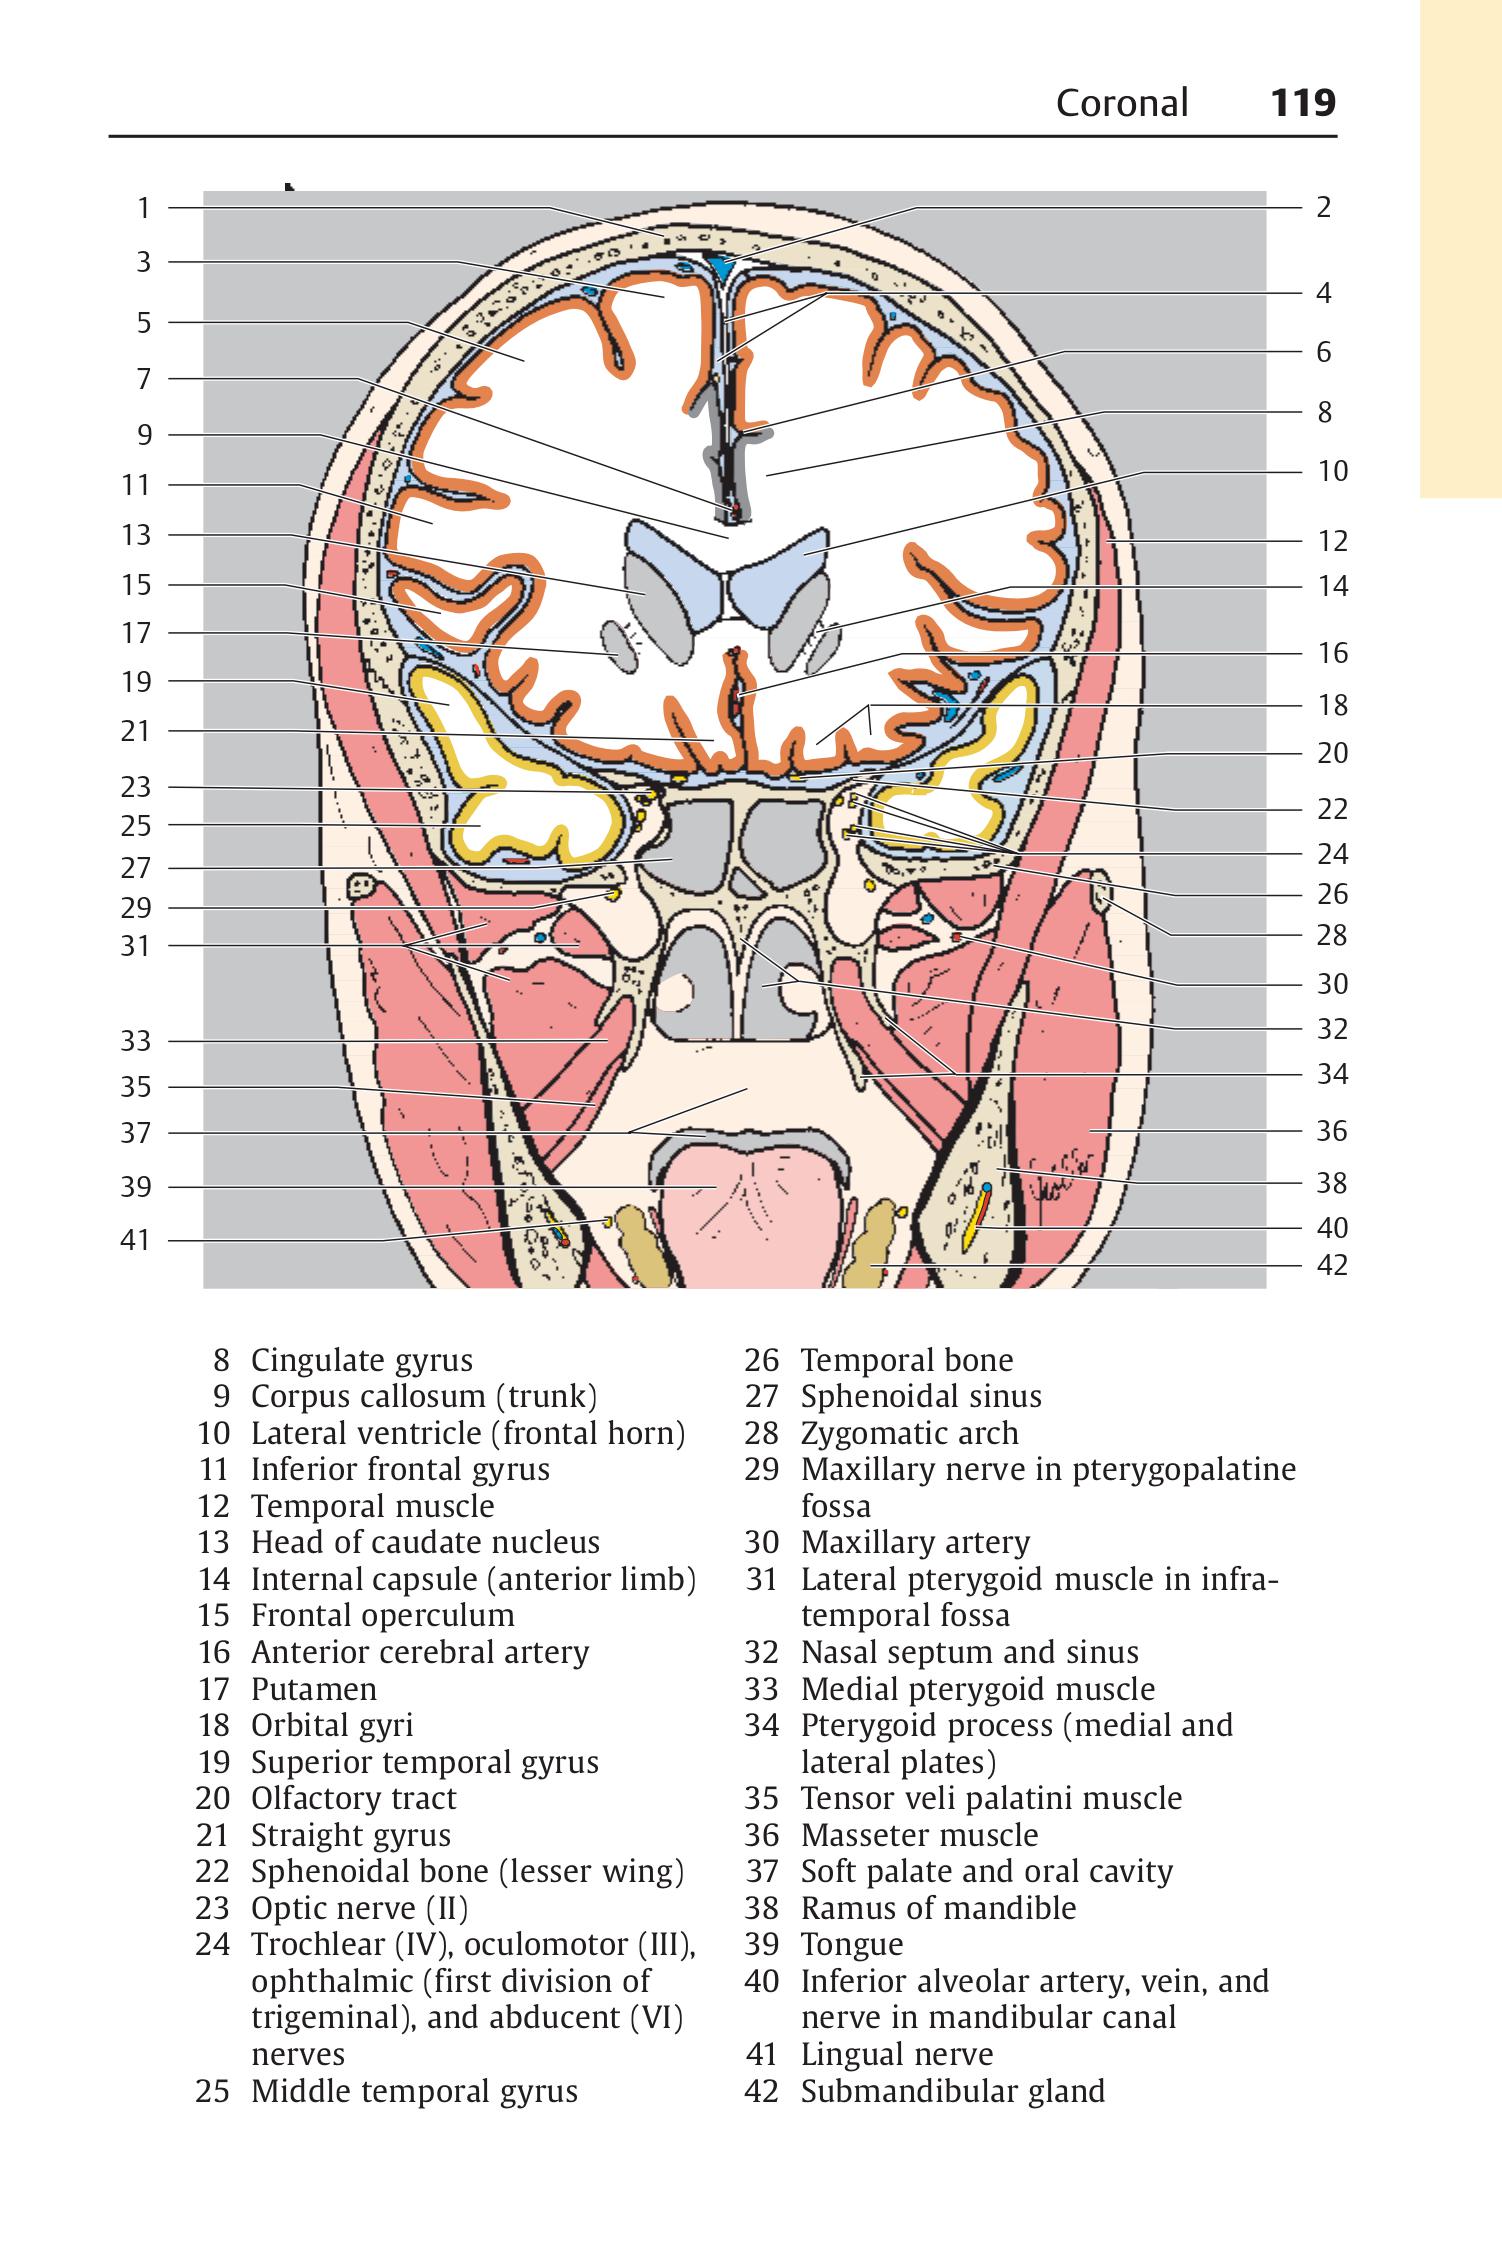 Coronal 119
1
2
3
4
5
6
7
8
9
10
11
12
13
14
15
16
17
18
19
20
21
22
23
24
25
26
27
28
29
30
31
32
33
34
35
36
37
38
39
40
41
42
8 Cingulate gyrus
9 Corpus callosum (trunk)
10 Lateral ventricle (frontal horn)
11 Inferior frontal gyrus
12 Temporal muscle
13 Head of caudate nucleus
14 Internal capsule (anterior limb)
15 Frontal operculum
16 Anterior cerebral artery
17 Putamen
18 Orbital gyri
19 Superior temporal gyrus
20 Olfactory tract
21 Straight gyrus
22 Sphenoidal bone (lesser wing)
23 Optic nerve (II)
24 Trochlear (IV), oculomotor (III),
ophthalmic (first division of
trigeminal), and abducent (VI)
nerves
25 Middle temporal gyrus
26 Temporal bone
27 Sphenoidal sinus
28 Zygomatic arch
29 Maxillary nerve in pterygopalatine
fossa
30 Maxillary artery
31 Lateral pterygoid muscle in infra-
temporal fossa
32 Nasal septum and sinus
33 Medial pterygoid muscle
34 Pterygoid process (medial and
lateral plates)
35 Tensor veli palatini muscle
36 Masseter muscle
37 Soft palate and oral cavity
38 Ramus of mandible
39 Tongue
40 Inferior alveolar artery, vein, and
nerve in mandibular canal
41 Lingual nerve
42 Submandibular gland